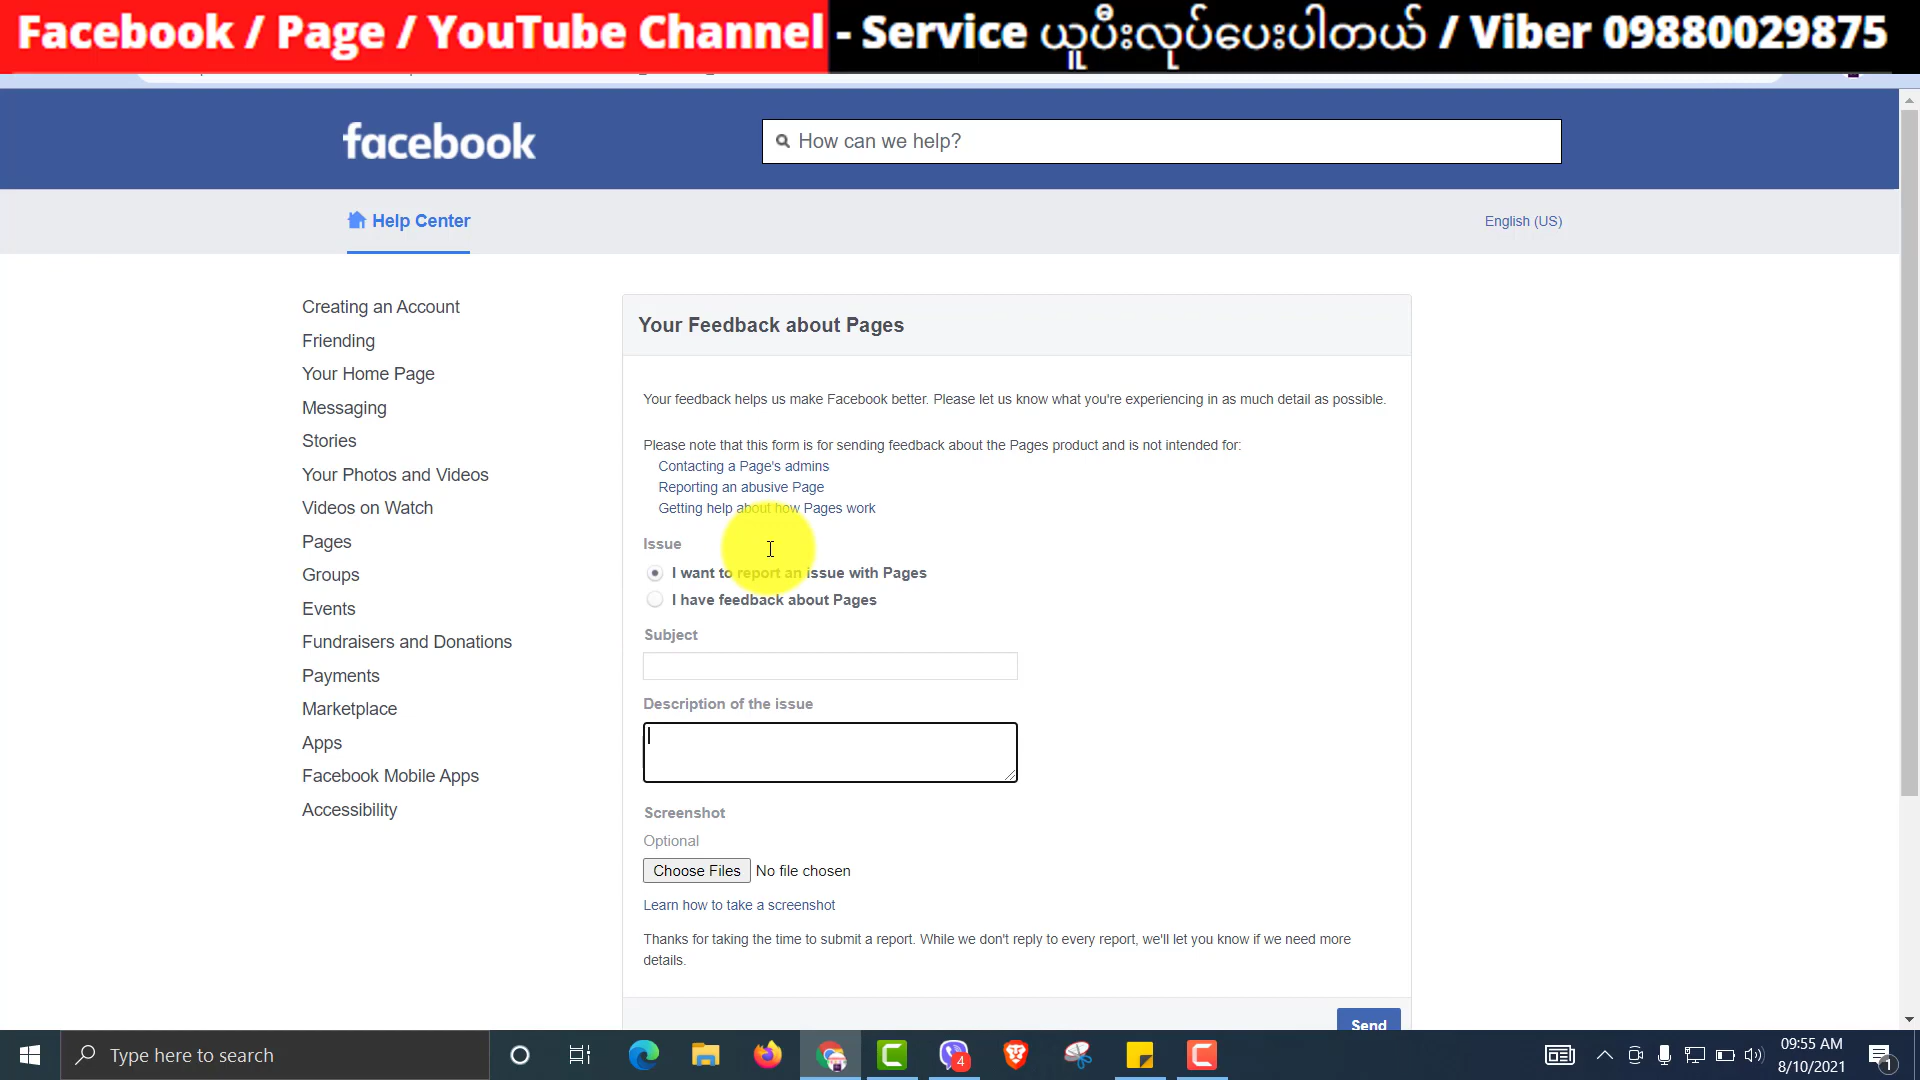 Facebook / Page / YouTube Channel - Service ယူပြီးလုပ်ပေးပါတယ် / Viber 09880029875
facebook
How can we help?
Help Center
English (US)
Creating an Account
Friending
Your Home Page
Messaging
Stories
Your Photos and Videos
Videos on Watch
Pages
Groups
Events
Fundraisers and Donations
Payments
Marketplace
Apps
Facebook Mobile Apps
Accessibility
Your Feedback about Pages
Your feedback helps us make Facebook better. Please let us know what you're experiencing in as much detail as possible.
Please note that this form is for sending feedback about the Pages product and is not intended for:
Contacting a Page's admins
Reporting an abusive Page
Getting help about how Pages work
Issue
I want to report an issue with Pages
I have feedback about Pages
Subject
Description of the issue
Screenshot
Optional
Choose Files No file chosen
Learn how to take a screenshot
Thanks for taking the time to submit a report. While we don't reply to every report, we'll let you know if we need more
details.
Send
Type here to search
4
09:55 AM
8/10/2021
1